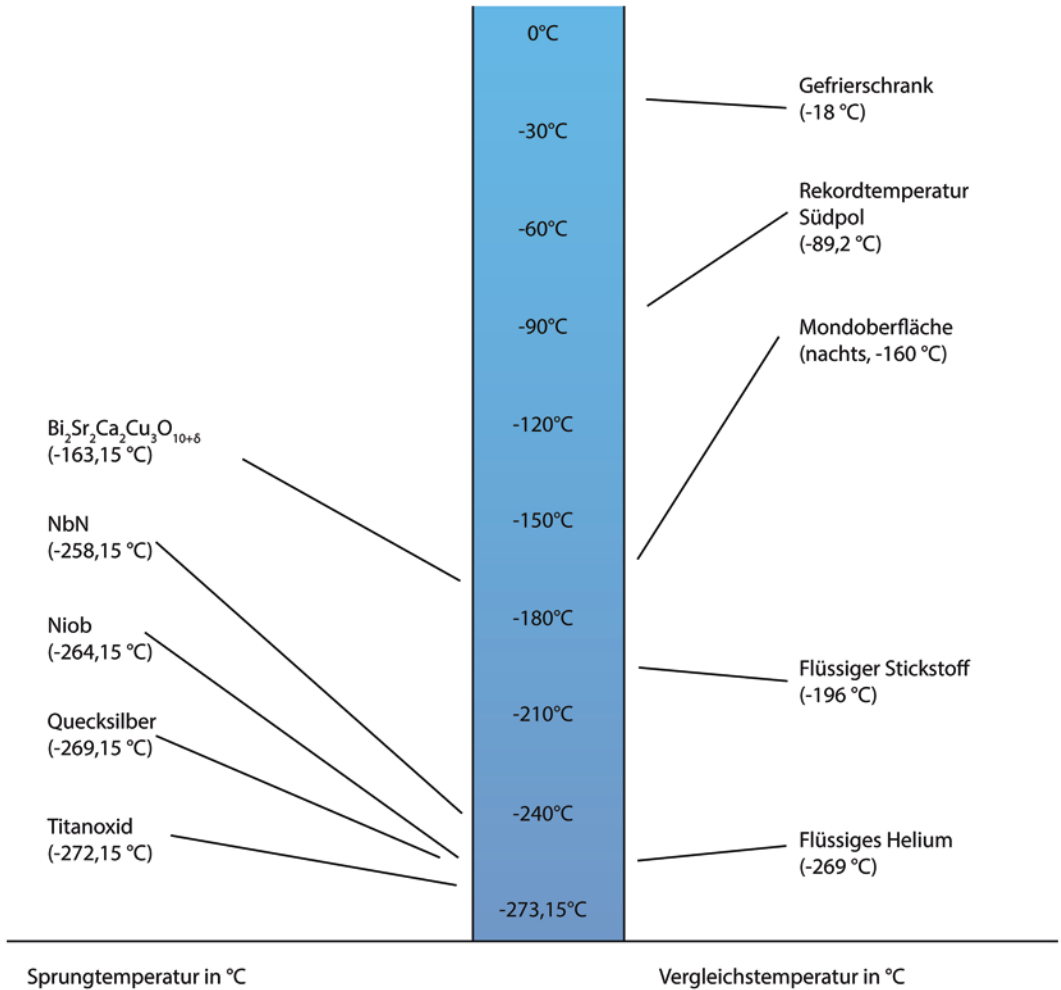 0°C
-30°C
-60°C
-90°C
-120°C
-150°C
-180°C
-210°C
-240°C
-273,15°C
Bi₂Sr₂Ca₂Cu₃O₁₀₊δ
(-163,15 °C)
NbN
(-258,15 °C)
Niob
(-264,15 °C)
Quecksilber
(-269,15 °C)
Titanoxid
(-272,15 °C)
Gefrierschrank
(-18 °C)
Rekordtemperatur
Südpol
(-89,2 °C)
Mondoberfläche
(nachts, -160 °C)
Flüssiger Stickstoff
(-196 °C)
Flüssiges Helium
(-269 °C)
Sprungtemperatur in °C
Vergleichstemperatur in °C